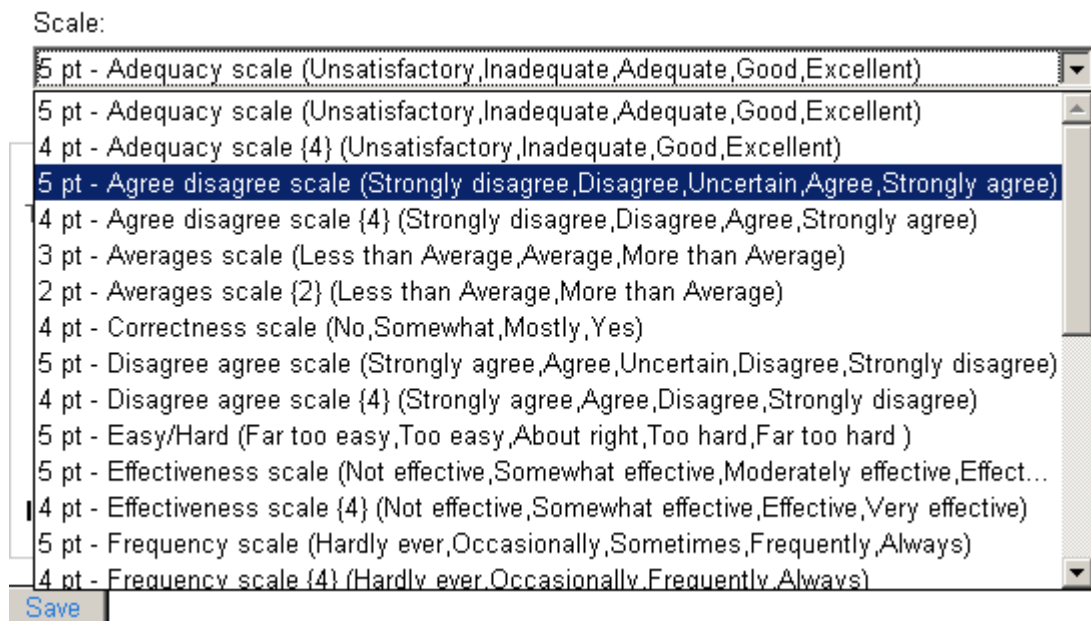 Scale:
5 pt - Adequacy scale (Unsatisfactory,Inadequate,Adequate,Good,Excellent)
5 pt - Adequacy scale (Unsatisfactory,Inadequate,Adequate,Good,Excellent)
4 pt - Adequacy scale {4} (Unsatisfactory,Inadequate,Good,Excellent)
5 pt - Agree disagree scale (Strongly disagree,Disagree,Uncertain,Agree,Strongly agree)
4 pt - Agree disagree scale {4} (Strongly disagree,Disagree,Agree,Strongly agree)
3 pt - Averages scale (Less than Average,Average,More than Average)
2 pt - Averages scale {2} (Less than Average,More than Average)
4 pt - Correctness scale (No,Somewhat,Mostly,Yes)
5 pt - Disagree agree scale (Strongly agree,Agree,Uncertain,Disagree,Strongly disagree)
4 pt - Disagree agree scale {4} (Strongly agree,Agree,Disagree,Strongly disagree)
5 pt - Easy/Hard (Far too easy,Too easy,About right,Too hard,Far too hard )
5 pt - Effectiveness scale (Not effective,Somewhat effective,Moderately effective,Effect...
4 pt - Effectiveness scale {4} (Not effective,Somewhat effective,Effective,Very effective)
5 pt - Frequency scale (Hardly ever,Occasionally,Sometimes,Frequently,Always)
4 pt - Frequency scale {4} (Hardly ever,Occasionally,Frequently,Always)
Save